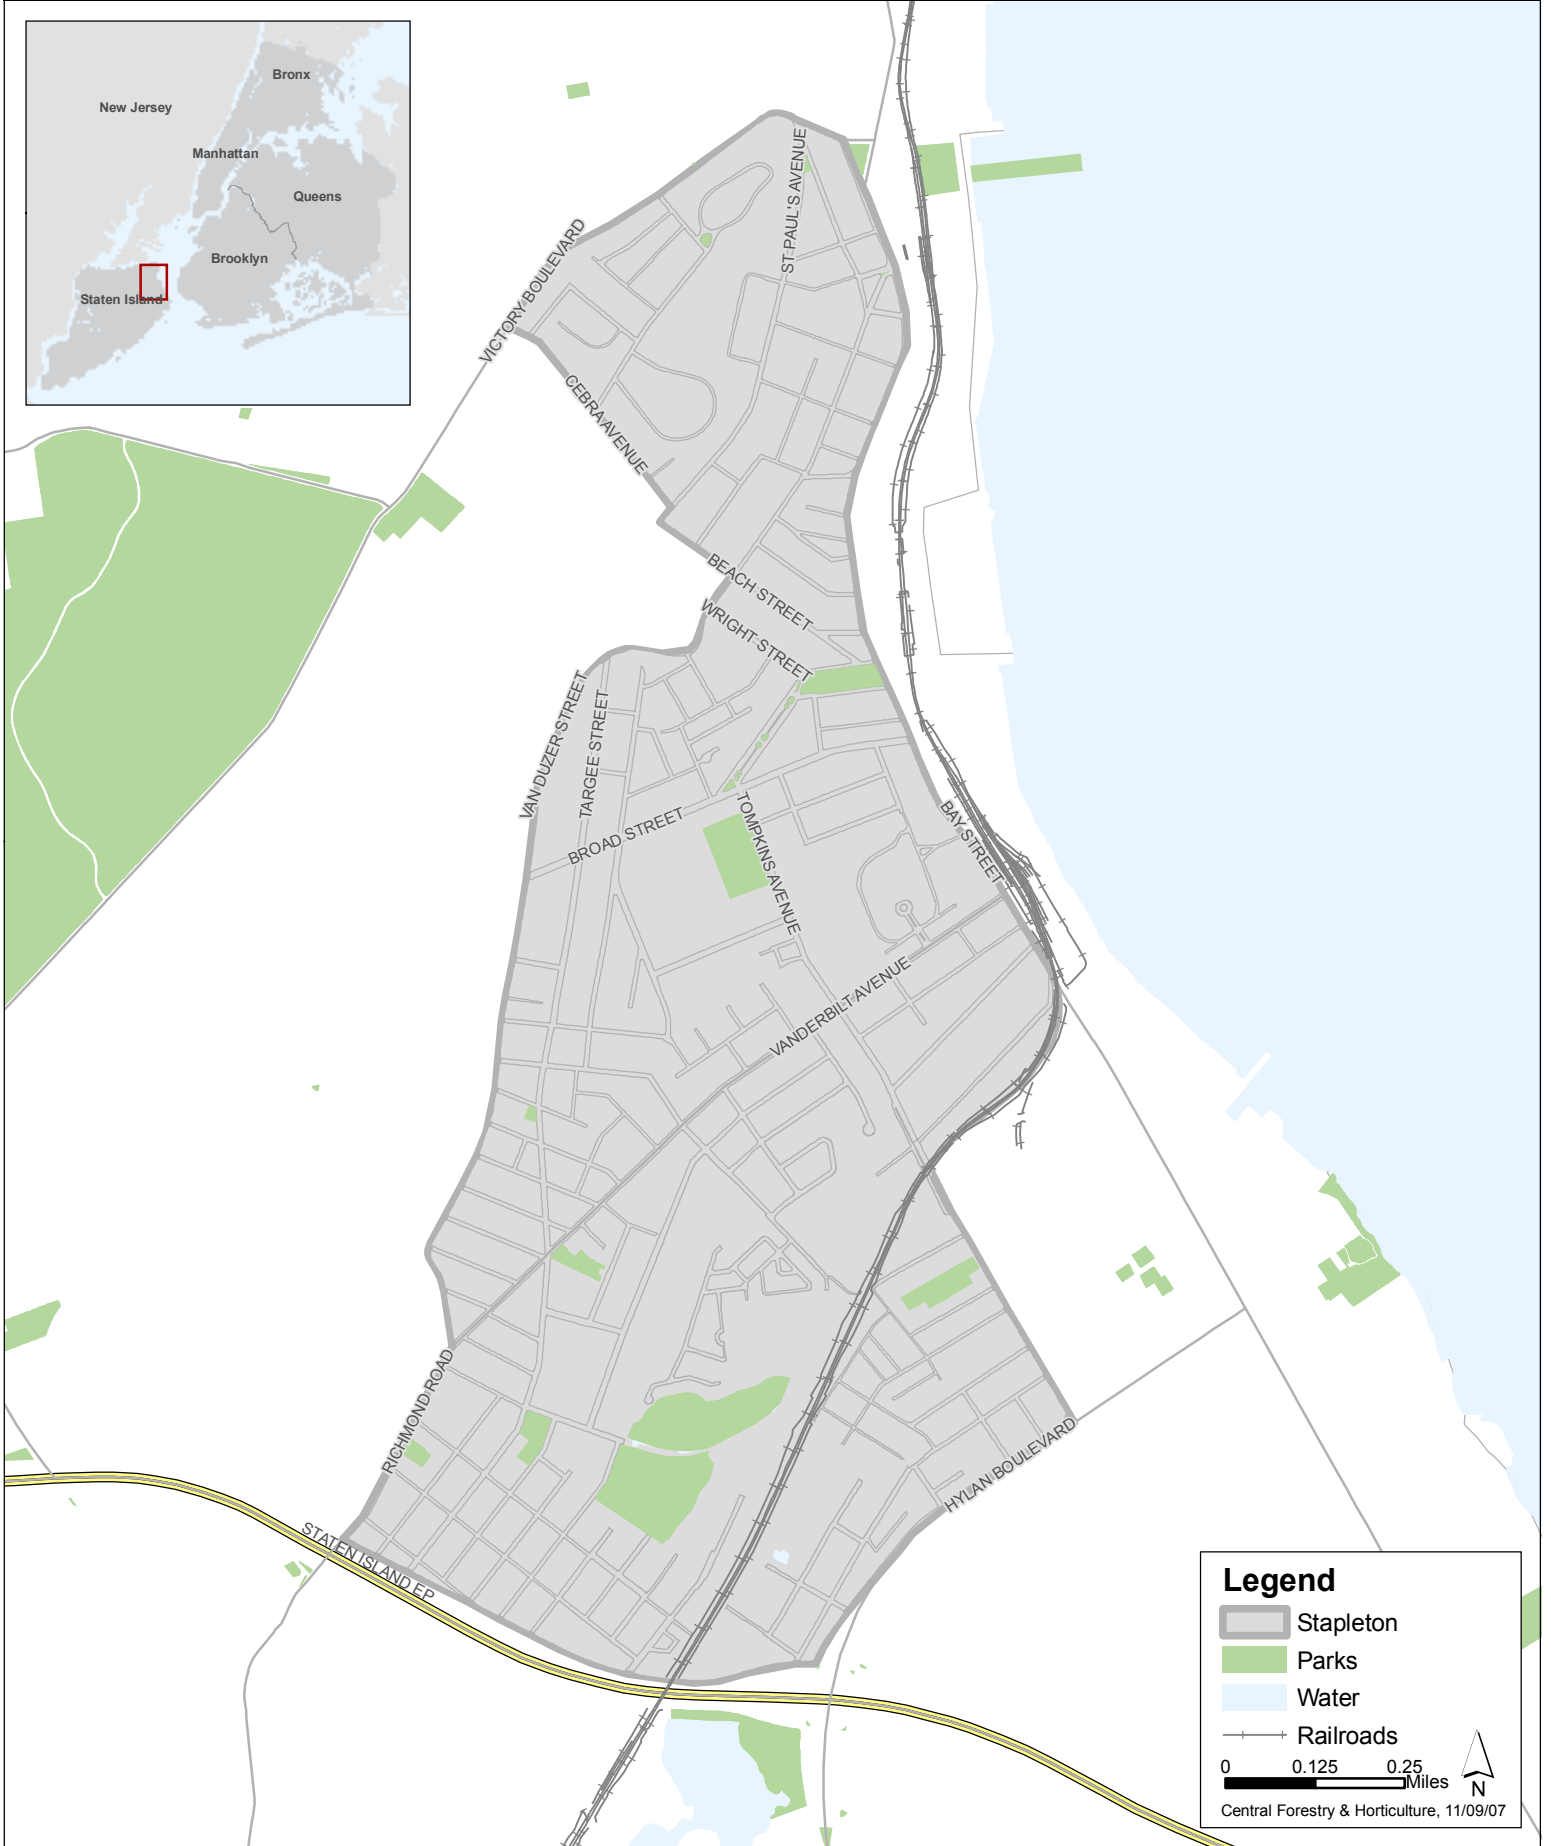 Bronx
New Jersey
Manhattan
Queens
Brooklyn
Staten Island
ST PAUL'S AVENUE
VICTORY BOULEVARD
CEBRA AVENUE
BEACH STREET
WRIGHT STREET
VAN DUZER STREET
TARGEE STREET
BROAD STREET
TOMPKINS AVENUE
BAY STREET
VANDERBILT AVENUE
RICHMOND ROAD
HYLAN BOULEVARD
STATEN ISLAND EP
Legend
Stapleton
Parks
Water
Railroads
0 0.125 0.25
Miles
N
Central Forestry & Horticulture, 11/09/07